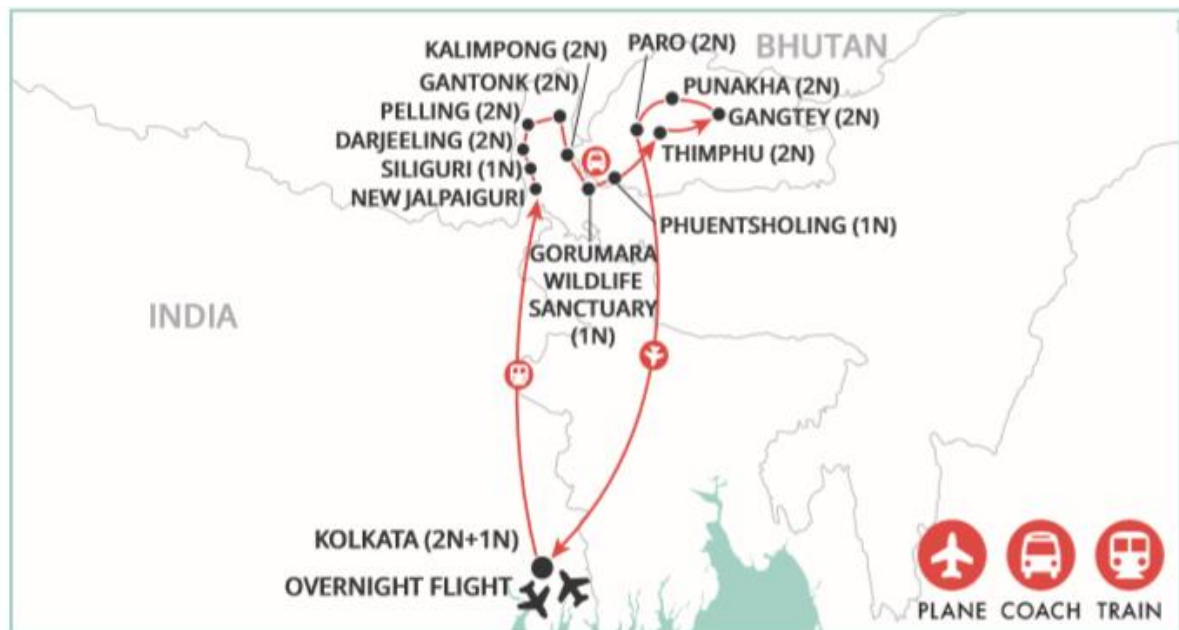 KALIMPONG (2N)
PARO (2N)
BHUTAN
GANTONK (2N)
PELLING (2N)
PUNAKHA (2N)
DARJEELING (2N)
GANGTEY (2N)
SILIGURI (1N)
THIMPHU (2N)
NEW JALPAIGURI
PHUENTSHOLING (1N)
GORUMARA
WILDLIFE
SANCTUARY
(1N)
INDIA
KOLKATA (2N+1N)
OVERNIGHT FLIGHT
PLANE COACH TRAIN